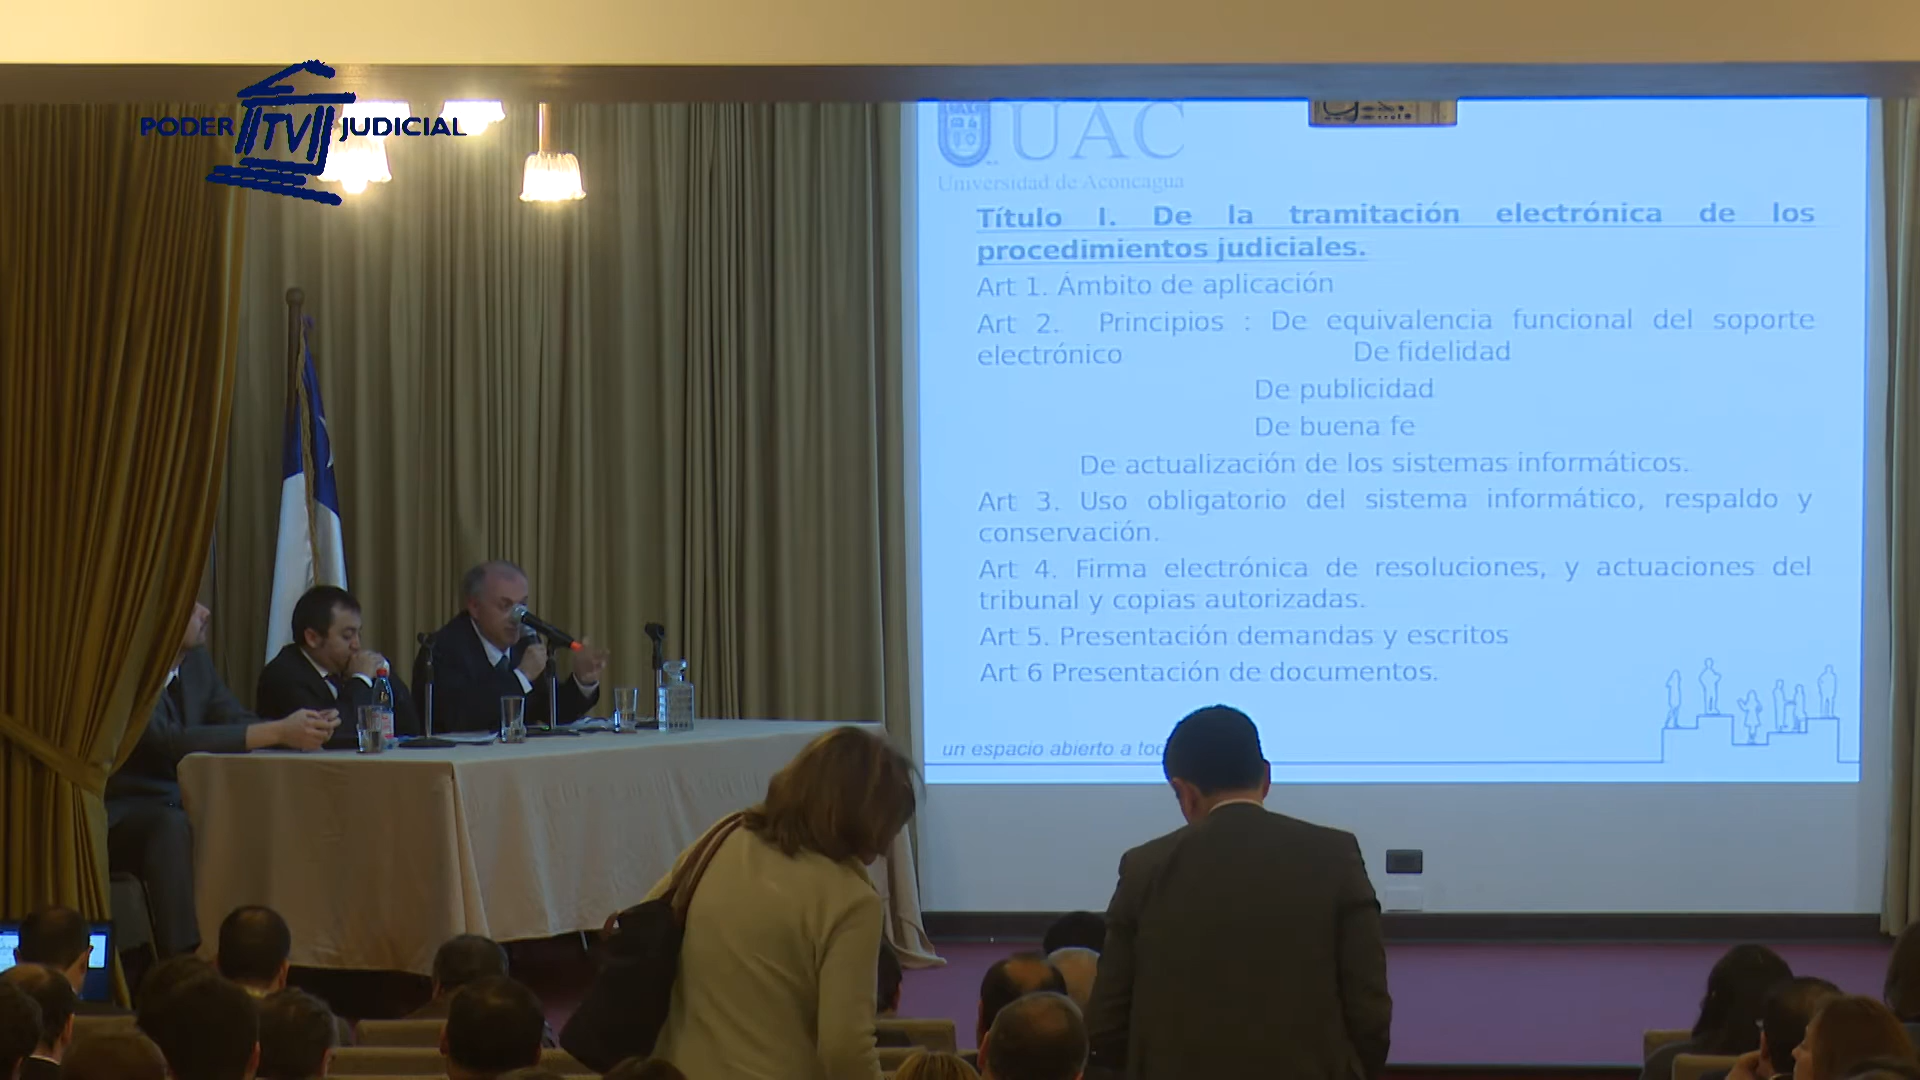 PODER TV JUDICIAL
UAC
Universidad de Aconcagua
Título I. De la tramitación electrónica de los
procedimientos judiciales.
Art 1. Ámbito de aplicación
Art 2. Principios : De equivalencia funcional del soporte
electrónico De fidelidad
De publicidad
De buena fe
De actualización de los sistemas informáticos.
Art 3. Uso obligatorio del sistema informático, respaldo y
conservación.
Art 4. Firma electrónica de resoluciones, y actuaciones del
tribunal y copias autorizadas.
Art 5. Presentación demandas y escritos
Art 6 Presentación de documentos.
un espacio abierto a